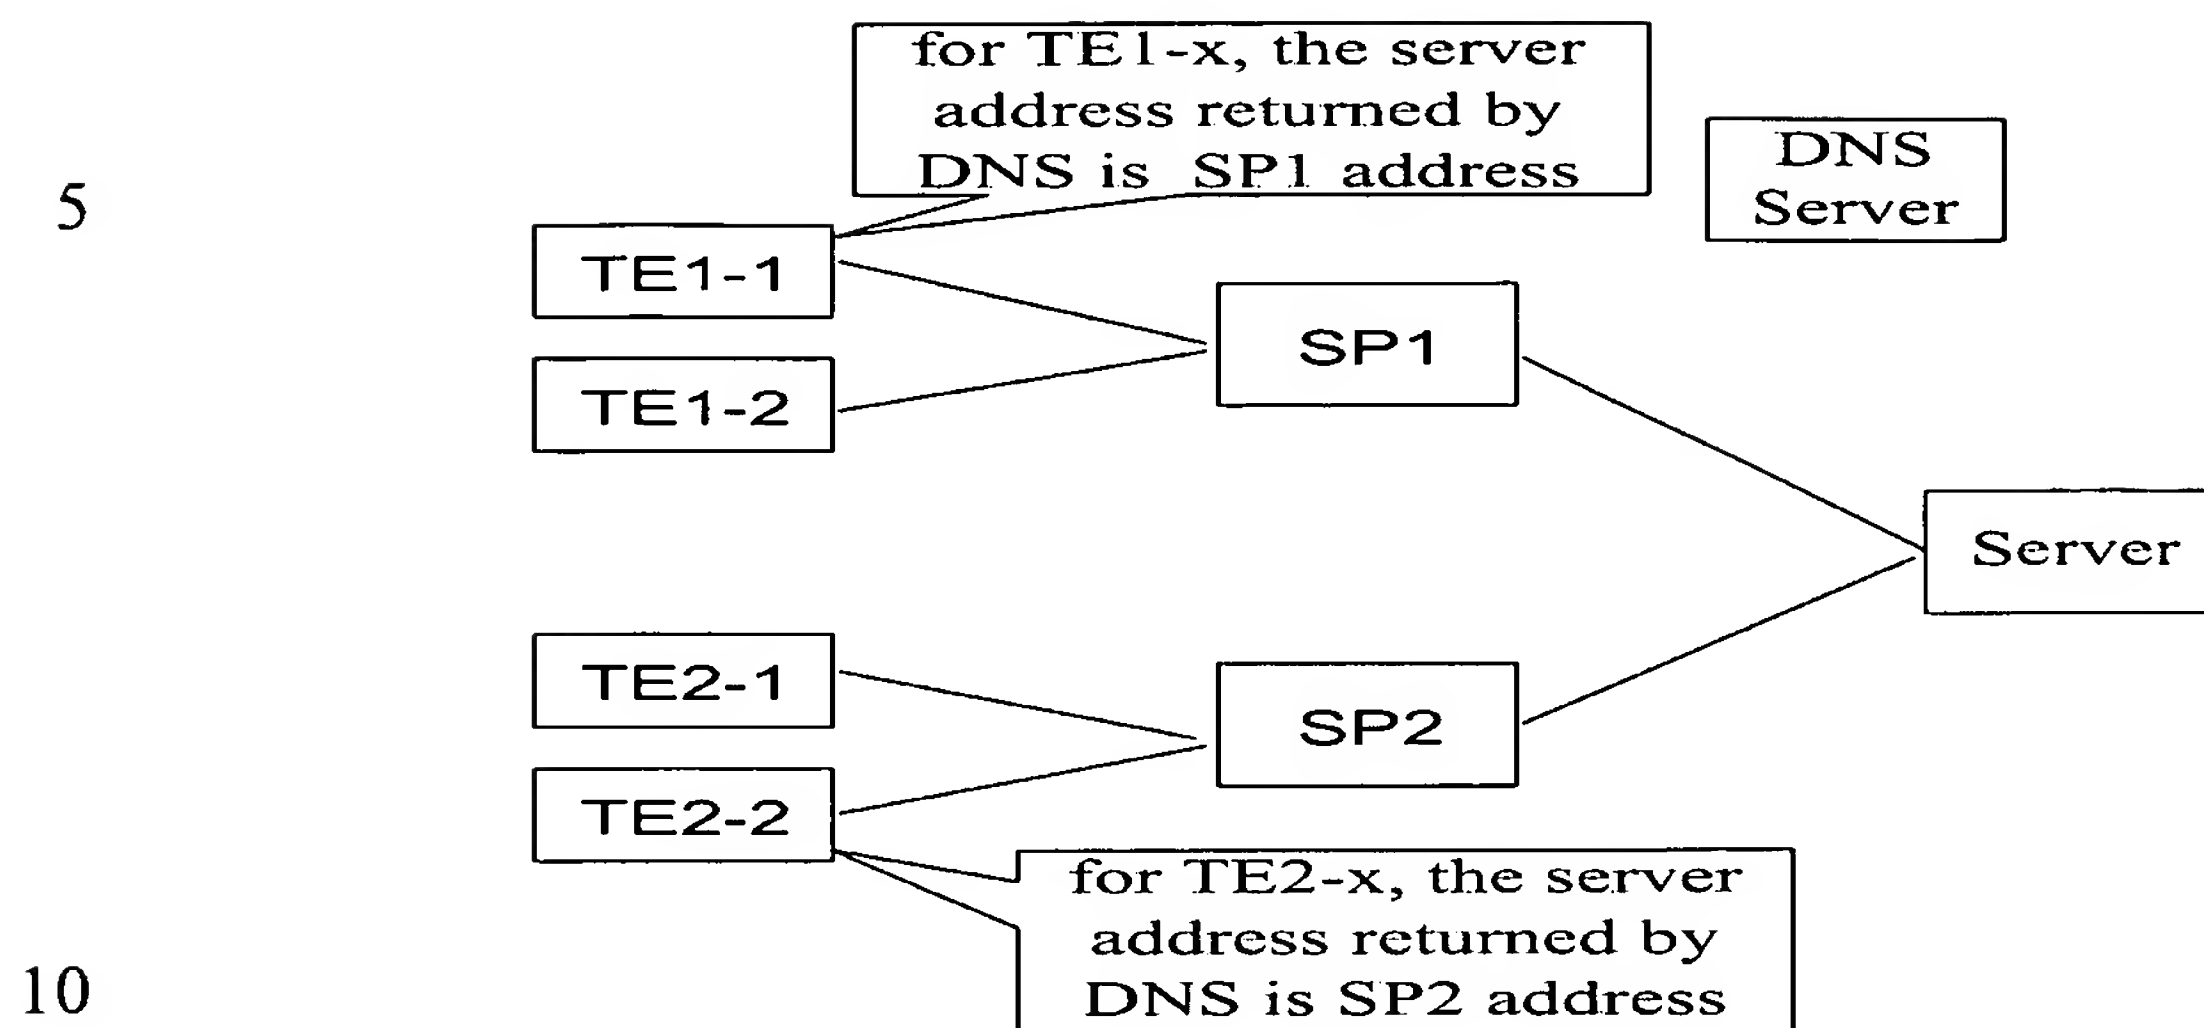 for TE1-x, the server
address returned by
DNS is SP1 address
DNS
Server
5
TE1-1
SP1
TE1-2
Server
TE2-1
SP2
TE2-2
for TE2-x, the server
address returned by
DNS is SP2 address
10